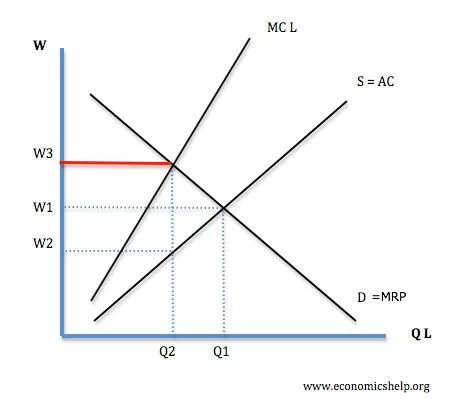 MC L
W
S = AC
W3
W1
W2
D =MRP
Q L
Q2
Q1
www.economicshelp.org